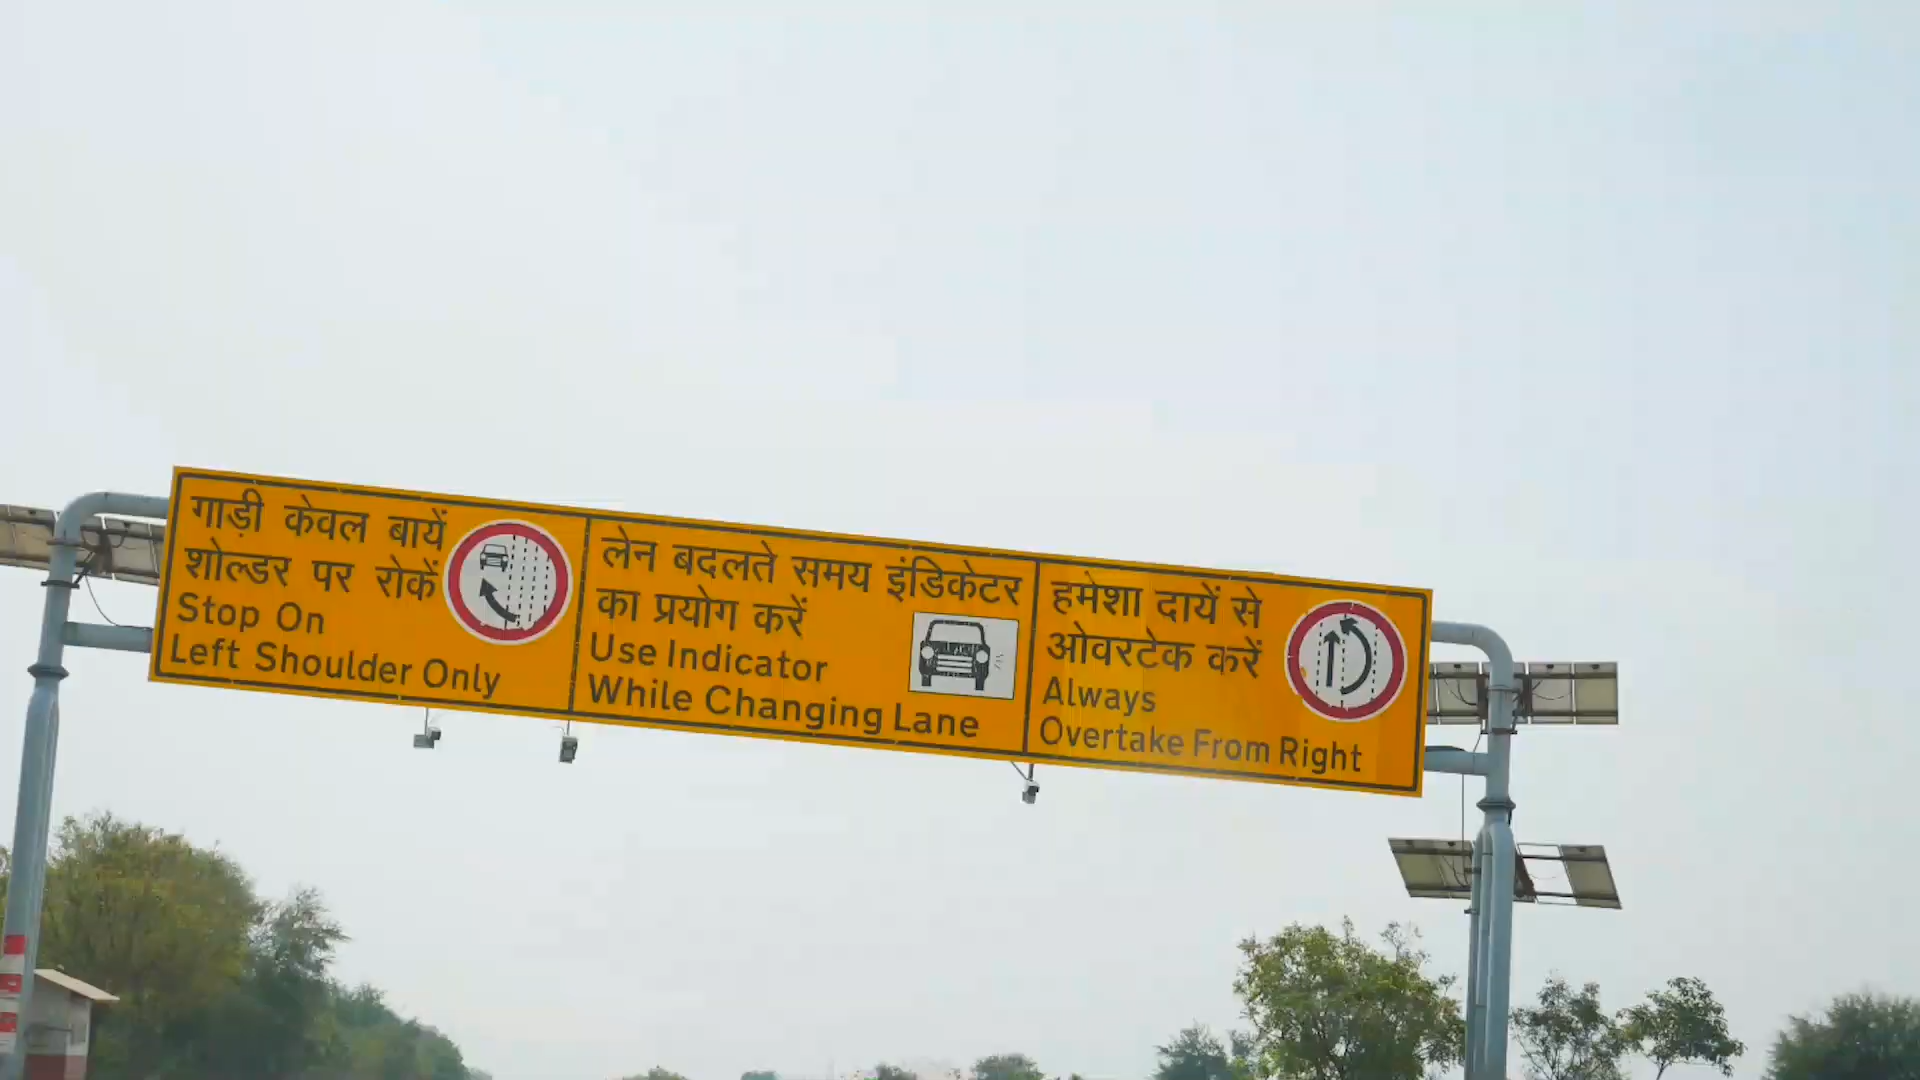 गाड़ी केवल बायें
शोल्डर पर रोकें
Stop On
Left Shoulder Only
लेन बदलते समय इंडिकेटर
का प्रयोग करें
Use Indicator
While Changing Lane
हमेशा दायें से
ओवरटेक करें
Always
Overtake From Right